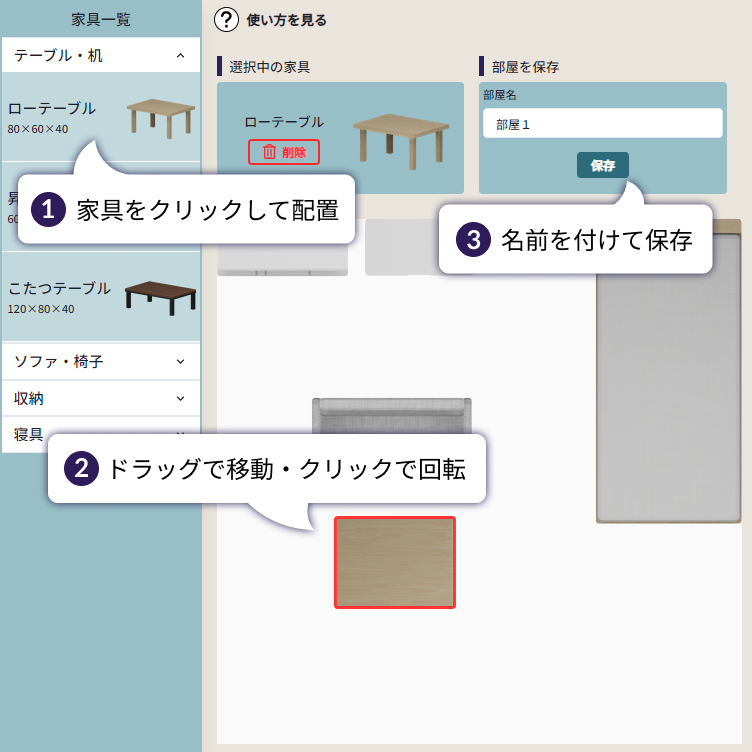 家具一覧
テーブル・机
ローテーブル
80×60×40
昇
60
こたつテーブル
120×80×40
ソファ・椅子
収納
寝具
? 使い方を見る
選択中の家具
ローテーブル
削除
部屋を保存
部屋名
部屋１
保存
1 家具をクリックして配置
3 名前を付けて保存
2 ドラッグで移動・クリックで回転